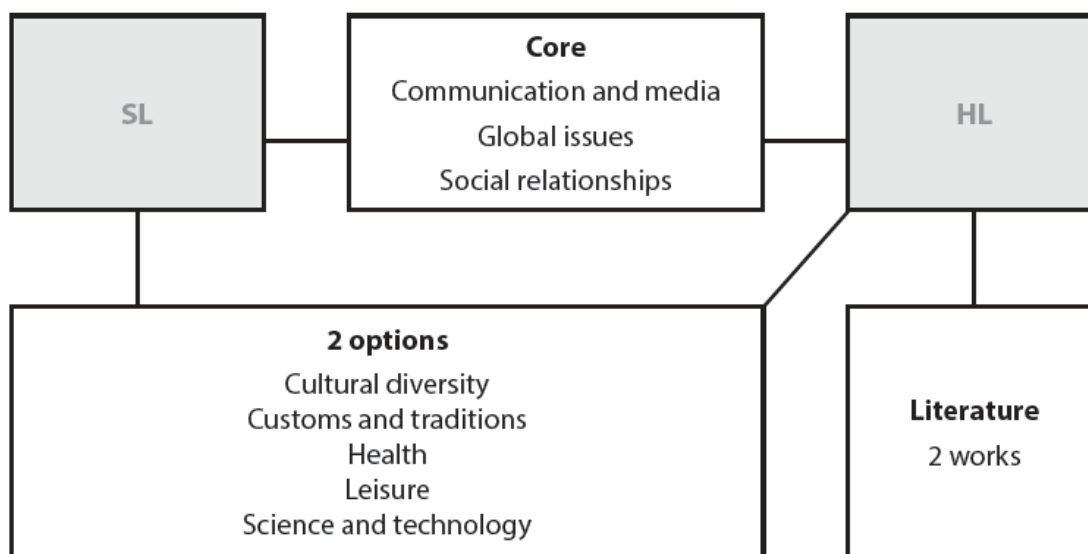 SL
Core
Communication and media
Global issues
Social relationships
HL
2 options
Cultural diversity
Customs and traditions
Health
Leisure
Science and technology
Literature
2 works